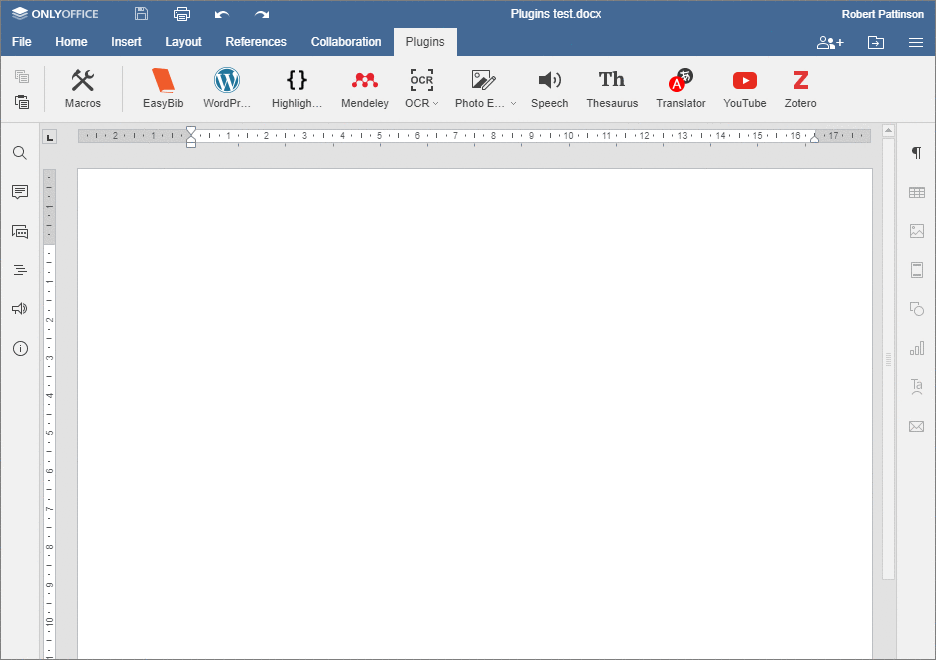 ONLYOFFICE Plugins test.docx Robert Pattinson
File Home Insert Layout References Collaboration Plugins
{} OCR Th A Z
Macros EasyBib WordPr... Highligh... Mendeley OCR Photo E... Speech Thesaurus Translator YouTube Zotero
2 1 1 2 3 4 5 6 7 8 9 10 11 12 13 14 15 16 17
Ta
1
1
2
3
4
5
6
7
8
9
10